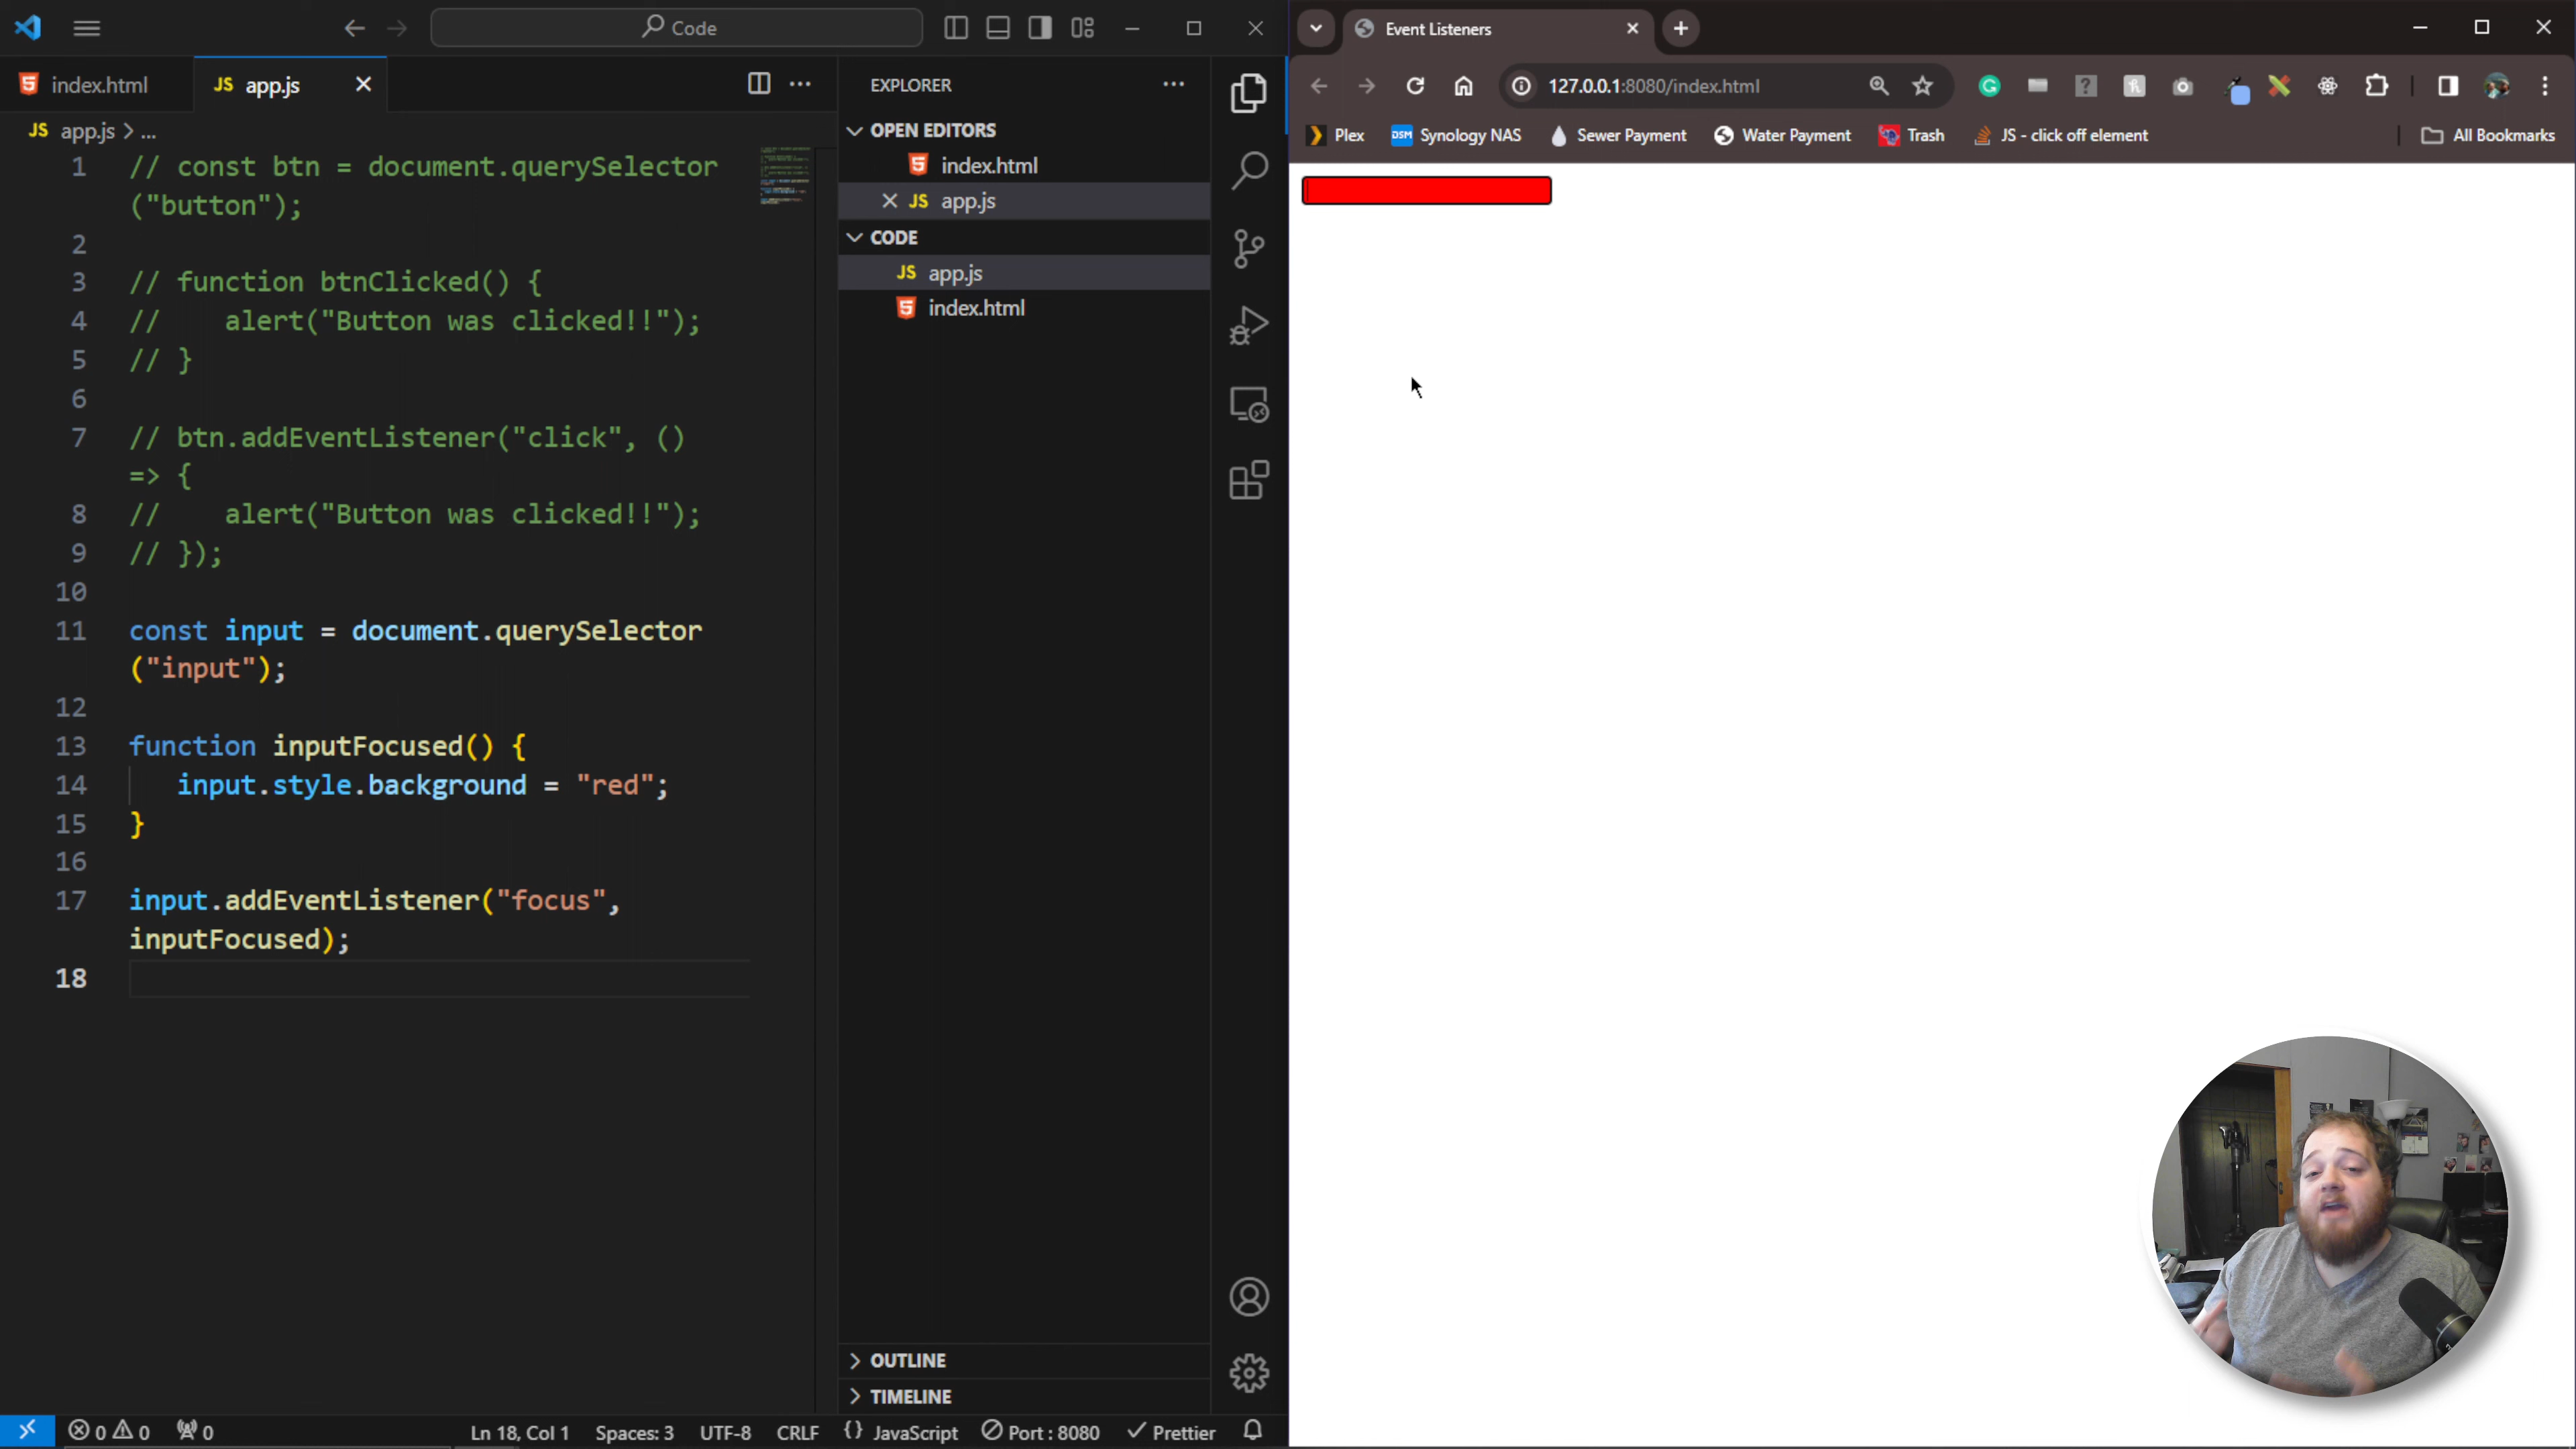 Code
index.html
JS app.js
JS app.js > ...
1 // const btn = document.querySelector
("button");
2
3 // function btnClicked() {
4 //    alert("Button was clicked!!");
5 // }
6
7 // btn.addEventListener("click", ()
=> {
8 //    alert("Button was clicked!!");
9 // });
10
11 const input = document.querySelector
("input");
12
13 function inputFocused() {
14    input.style.background = "red";
15 }
16
17 input.addEventListener("focus",
inputFocused);
18
EXPLORER
OPEN EDITORS
index.html
JS app.js
CODE
JS app.js
index.html
OUTLINE
TIMELINE
0 0 0 Ln 18, Col 1 Spaces: 3 UTF-8 CRLF {} JavaScript Port : 8080 Prettier
Event Listeners
127.0.0.1:8080/index.html
Plex DSM Synology NAS Sewer Payment Water Payment Trash JS - click off element All Bookmarks